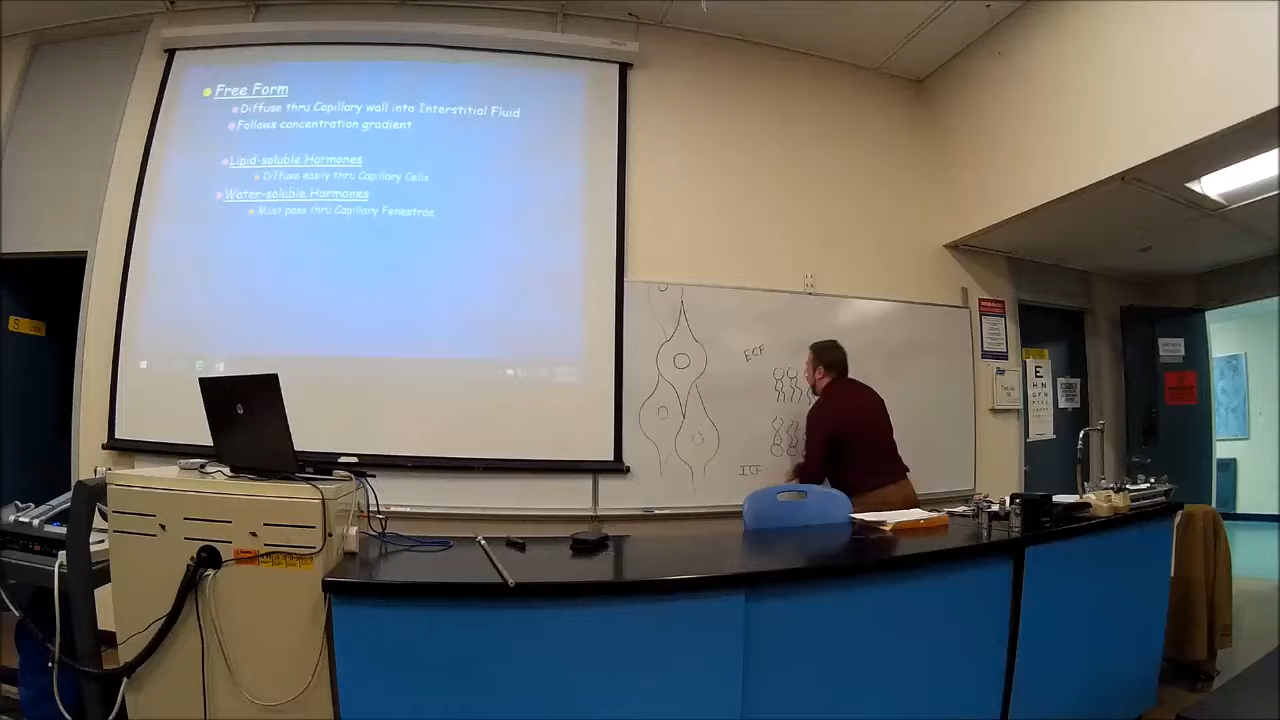 Free Form
Diffuse thru Capillary wall into Interstitial Fluid
Follows concentration gradient
Lipid-soluble Hormones
Diffuse easily thru Capillary Cells
Water-soluble Hormones
Must pass thru Capillary Fenestrae
ECF
ICF
S
E
H N
D F N